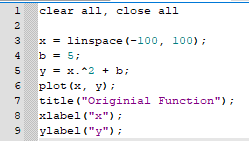 1 clear all, close all
2
3 x = linspace(-100, 100);
4 b = 5;
5 y = x.^2 + b;
6 plot(x, y);
7 title("Originial Function");
8 xlabel("x");
9 ylabel("y");